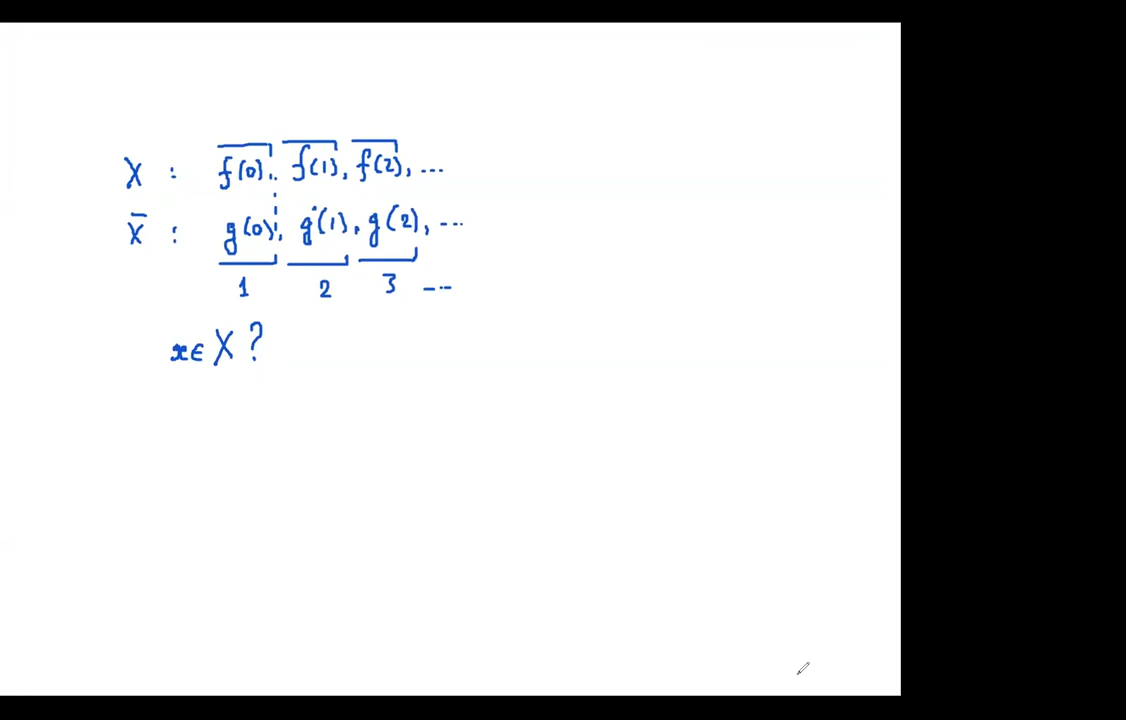 X : f(0), f(1), f(2), ...
X̄ : g(0), g(1), g(2), ...
1 2 3 ...
x ∈ X ?